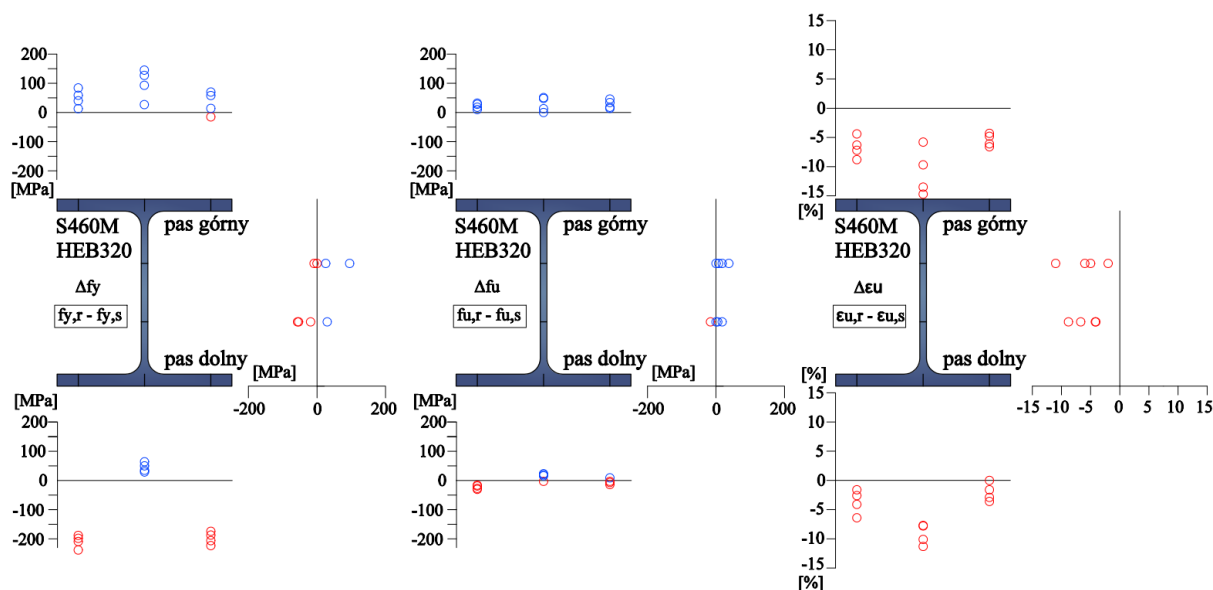 200
100
0
-100
-200
[MPa]
S460M
HEB320
pas górny
Δfy
fy,r - fy,s
pas dolny
[MPa]
-200
0
200
[MPa]
200
100
0
-100
-200
200
100
0
-100
-200
[MPa]
S460M
HEB320
pas górny
Δfu
fu,r - fu,s
pas dolny
[MPa]
-200
0
200
[MPa]
200
100
0
-100
-200
15
10
5
0
-5
-10
-15
[%]
S460M
HEB320
pas górny
Δεu
εu,r - εu,s
pas dolny
[%]
-15
-10
-5
0
5
10
15
15
10
5
0
-5
-10
-15
[%]